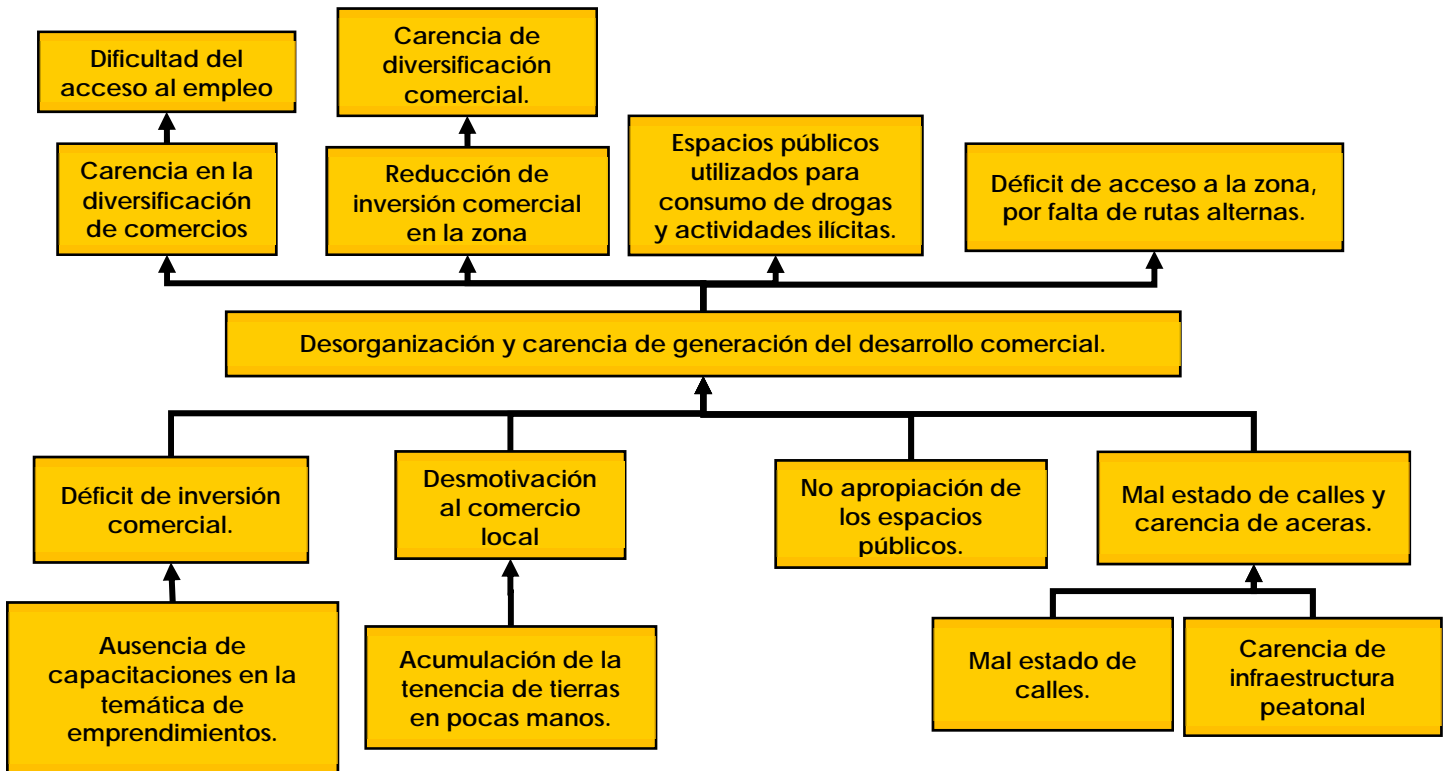 Dificultad del
acceso al empleo
Carencia de
diversificación
comercial.
Carencia en la
diversificación
de comercios
Reducción de
inversión comercial
en la zona
Espacios públicos
utilizados para
consumo de drogas
y actividades ilícitas.
Déficit de acceso a la zona,
por falta de rutas alternas.
Desorganización y carencia de generación del desarrollo comercial.
Déficit de inversión
comercial.
Desmotivación
al comercio
local
No apropiación de
los espacios
públicos.
Mal estado de calles y
carencia de aceras.
Ausencia de
capacitaciones en la
temática de
emprendimientos.
Acumulación de la
tenencia de tierras
en pocas manos.
Mal estado de
calles.
Carencia de
infraestructura
peatonal